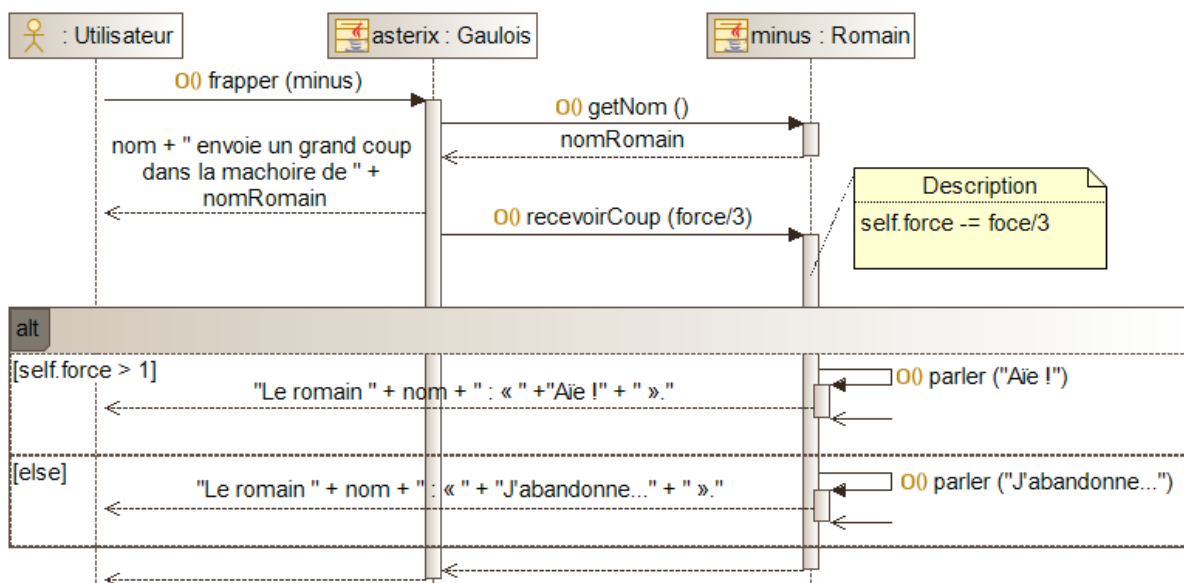 : Utilisateur
asterix : Gaulois
minus : Romain
O() frapper (minus)
O() getNom ()
nomRomain
nom + " envoie un grand coup
dans la machoire de " +
nomRomain
O() recevoirCoup (force/3)
Description
self.force -= foce/3
alt
[self.force > 1]
O() parler ("Aïe !")
"Le romain " + nom + " : « " +"Aïe !" + " »."
[else]
O() parler ("J'abandonne...")
"Le romain " + nom + " : « " + "J'abandonne..." + " »."